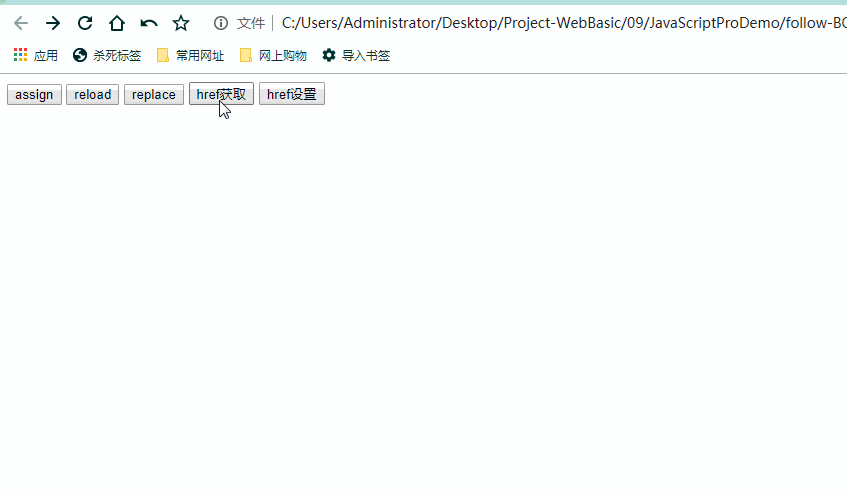 文件 C:/Users/Administrator/Desktop/Project-WebBasic/09/JavaScriptProDemo/follow-BO
应用 杀死标签 常用网址 网上购物 导入书签
assign reload replace href获取 href设置